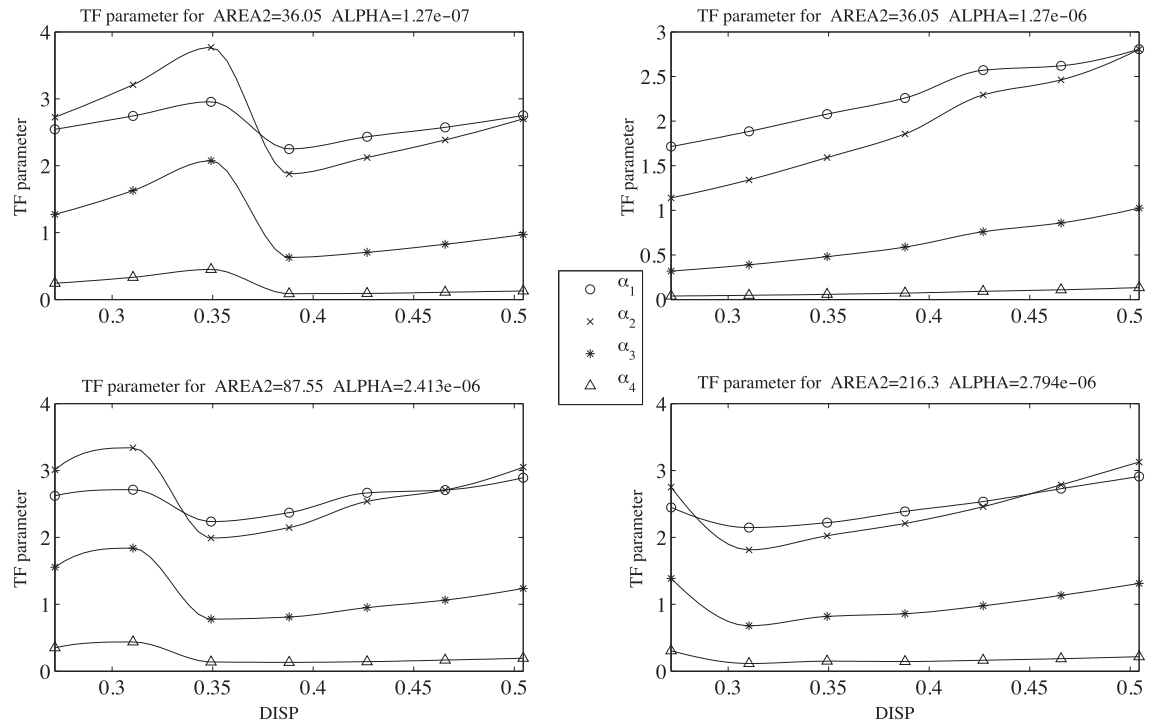 TF parameter for AREA2=36.05 ALPHA=1.27e−07
4
3
2
1
0
TF parameter
0.3 0.35 0.4 0.45 0.5
TF parameter for AREA2=36.05 ALPHA=1.27e−06
3
2.5
2
1.5
1
0.5
0
TF parameter
0.3 0.35 0.4 0.45 0.5
α1
α2
α3
α4
TF parameter for AREA2=87.55 ALPHA=2.413e−06
4
3
2
1
0
TF parameter
0.3 0.35 0.4 0.45 0.5
DISP
TF parameter for AREA2=216.3 ALPHA=2.794e−06
4
3
2
1
0
TF parameter
0.3 0.35 0.4 0.45 0.5
DISP